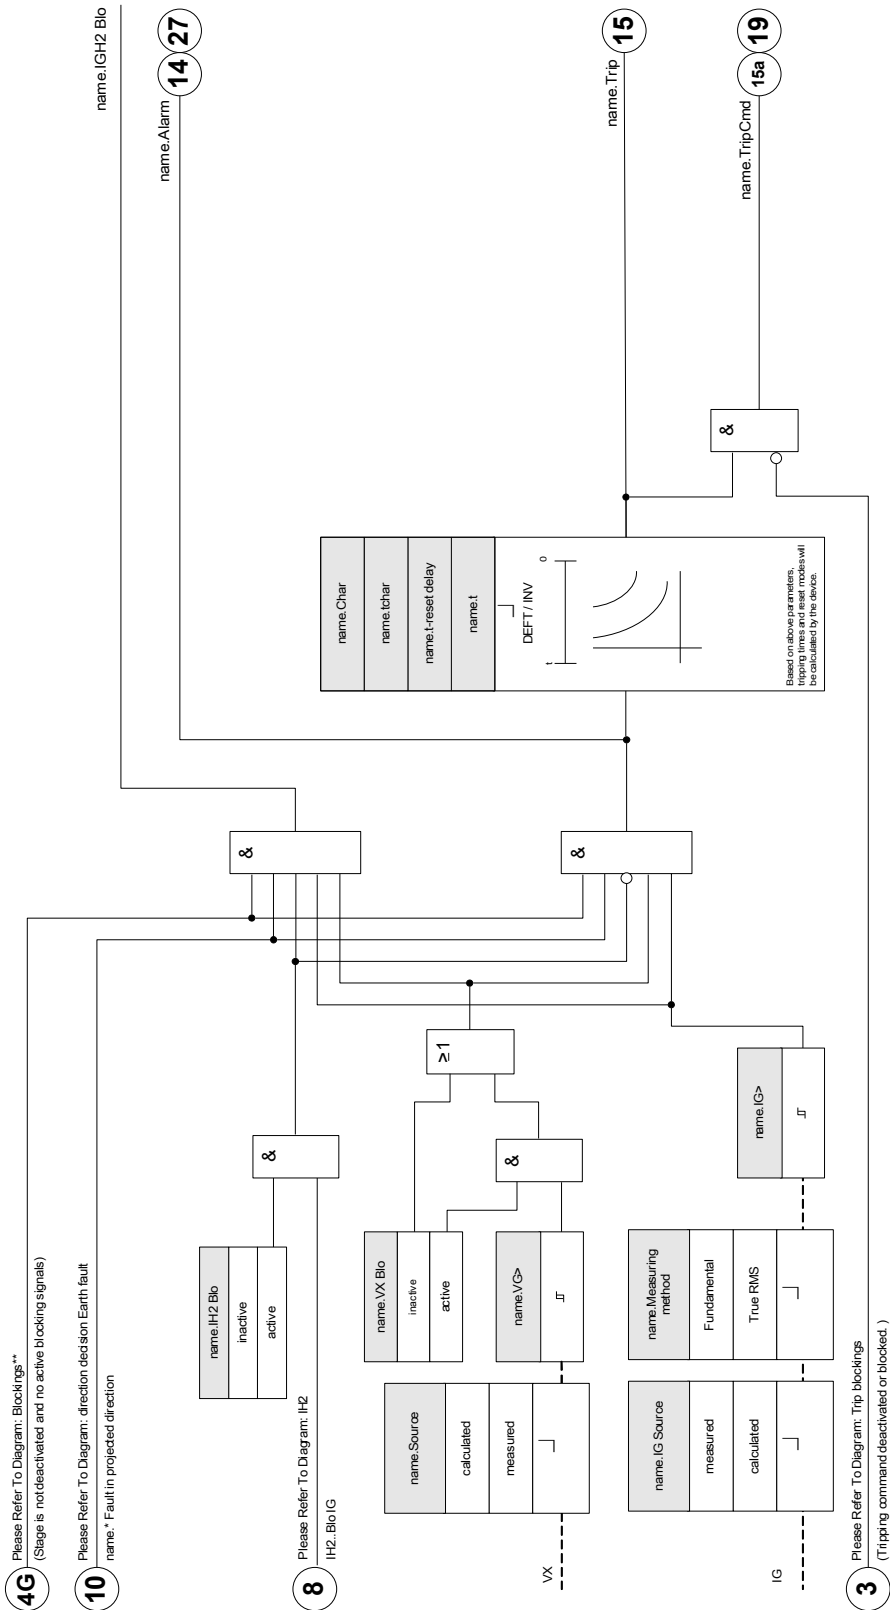 4G
Please Refer To Diagram: Blockings**
(Stage is not deactivated and no active blocking signals)
10
Please Refer To Diagram: direction decision Earth fault
name.* Fault in projected direction
name.IH2 Blo
inactive
active
8
Please Refer To Diagram: IH2
IH2..Blo IG
&
name.VX Blo
inactive
active
name.Source
calculated
measured
name.VG>
VX
&
≥1
name.IG Source
measured
calculated
name.Measuring
method
Fundamental
True RMS
name.IG>
IG
3
Please Refer To Diagram: Trip blockings
(Tripping command deactivated or blocked. )
&
&
name.Char
name.tchar
name.t-reset delay
name.t
DEFT / INV
t
0
Based on above parameters,
tripping times and reset modes will
be calculated by the device.
&
name.IGH2 Blo
name.Alarm
14
27
name.Trip
15
name.TripCmd
15a
19